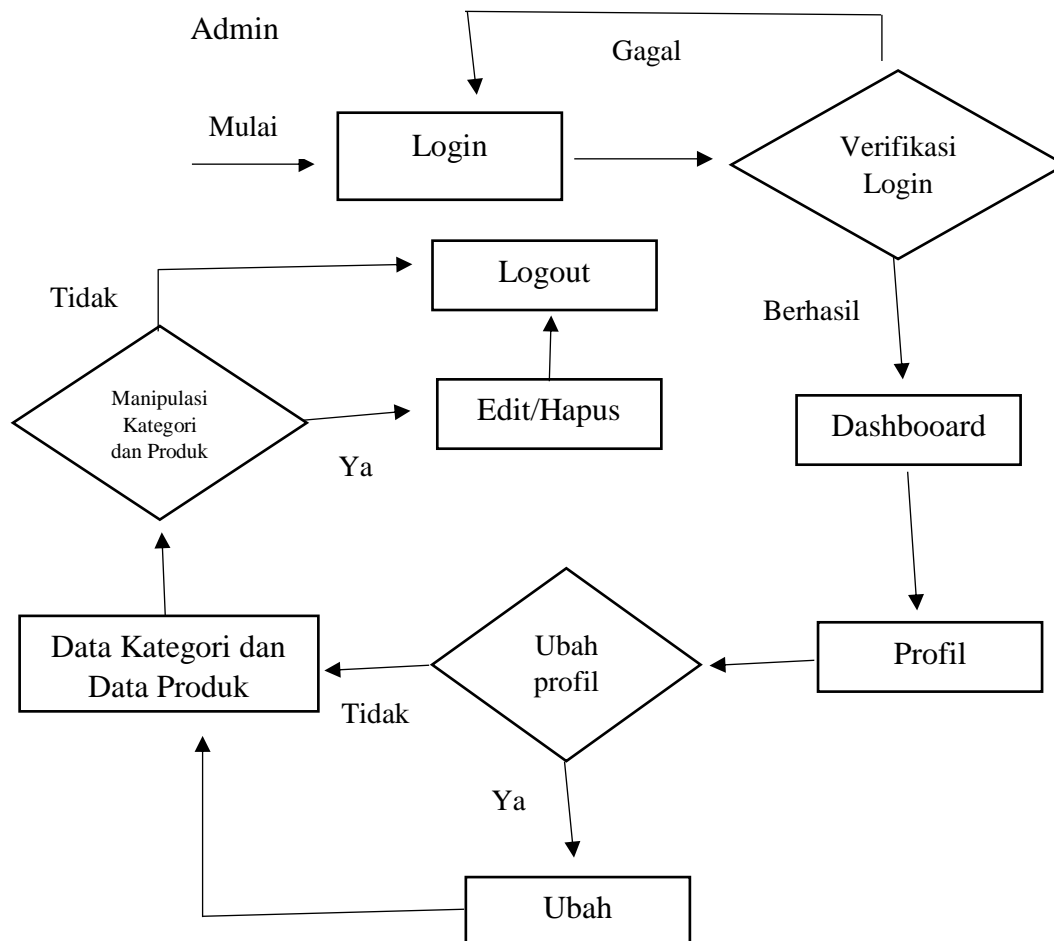 Admin
Gagal
Mulai
Login
Verifikasi
Login
Tidak
Logout
Berhasil
Manipulasi
Kategori
dan Produk
Edit/Hapus
Ya
Dashbooard
Data Kategori dan
Data Produk
Ubah
profil
Profil
Tidak
Ya
Ubah